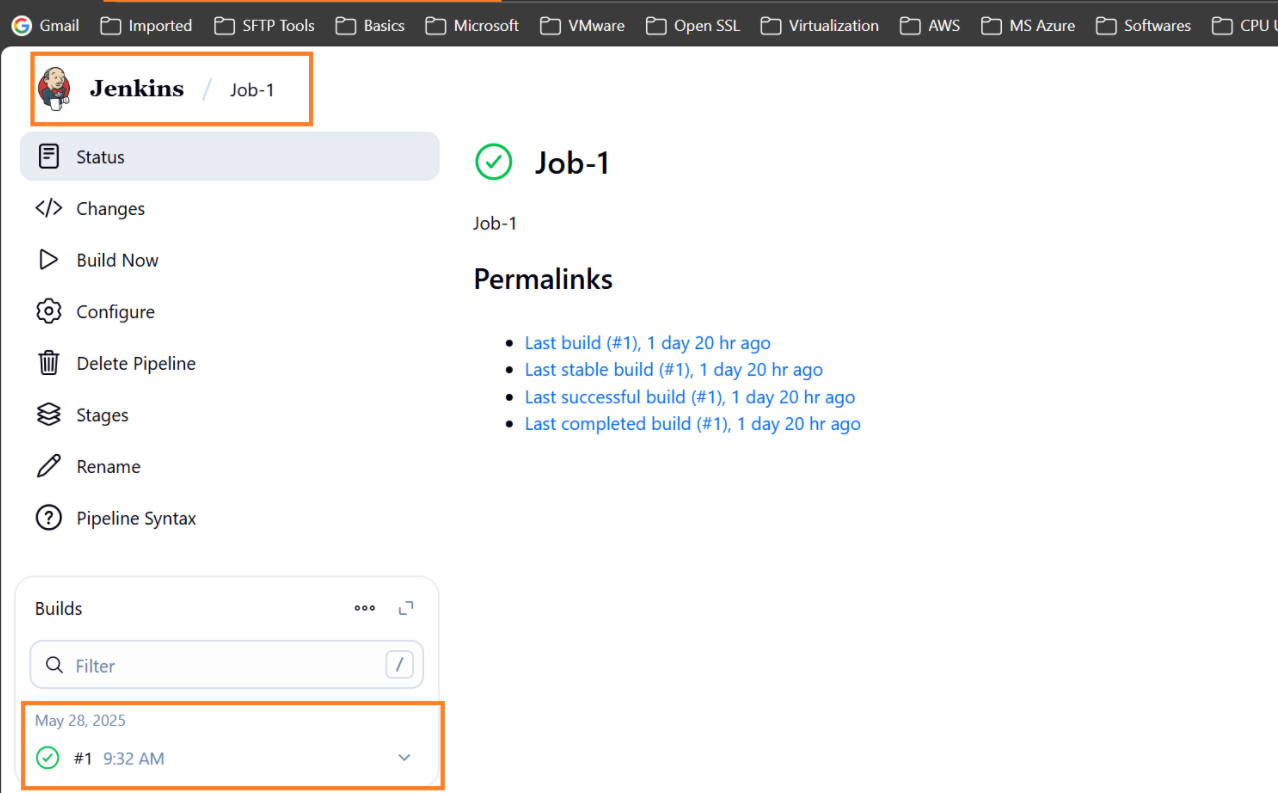 Gmail Imported SFTP Tools Basics Microsoft VMware Open SSL Virtualization AWS MS Azure Softwares CPU
Jenkins / Job-1
Status
Changes
Build Now
Configure
Delete Pipeline
Stages
Rename
Pipeline Syntax
Builds
Filter /
May 28, 2025
#1 9:32 AM
Job-1
Job-1
Permalinks
Last build (#1), 1 day 20 hr ago
Last stable build (#1), 1 day 20 hr ago
Last successful build (#1), 1 day 20 hr ago
Last completed build (#1), 1 day 20 hr ago